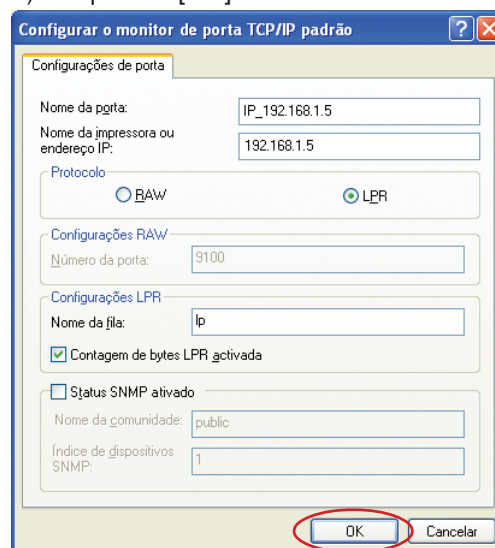 Configurar o monitor de porta TCP/IP padrão
Configurações de porta
Nome da porta: IP_192.168.1.5
Nome da impressora ou
endereço IP: 192.168.1.5
Protocolo
RAW LPR
Configurações RAW
Número da porta: 9100
Configurações LPR
Nome da fila: lp
Contagem de bytes LPR activada
Status SNMP ativado
Nome da comunidade: public
Índice de dispositivos
SNMP: 1
OK Cancelar